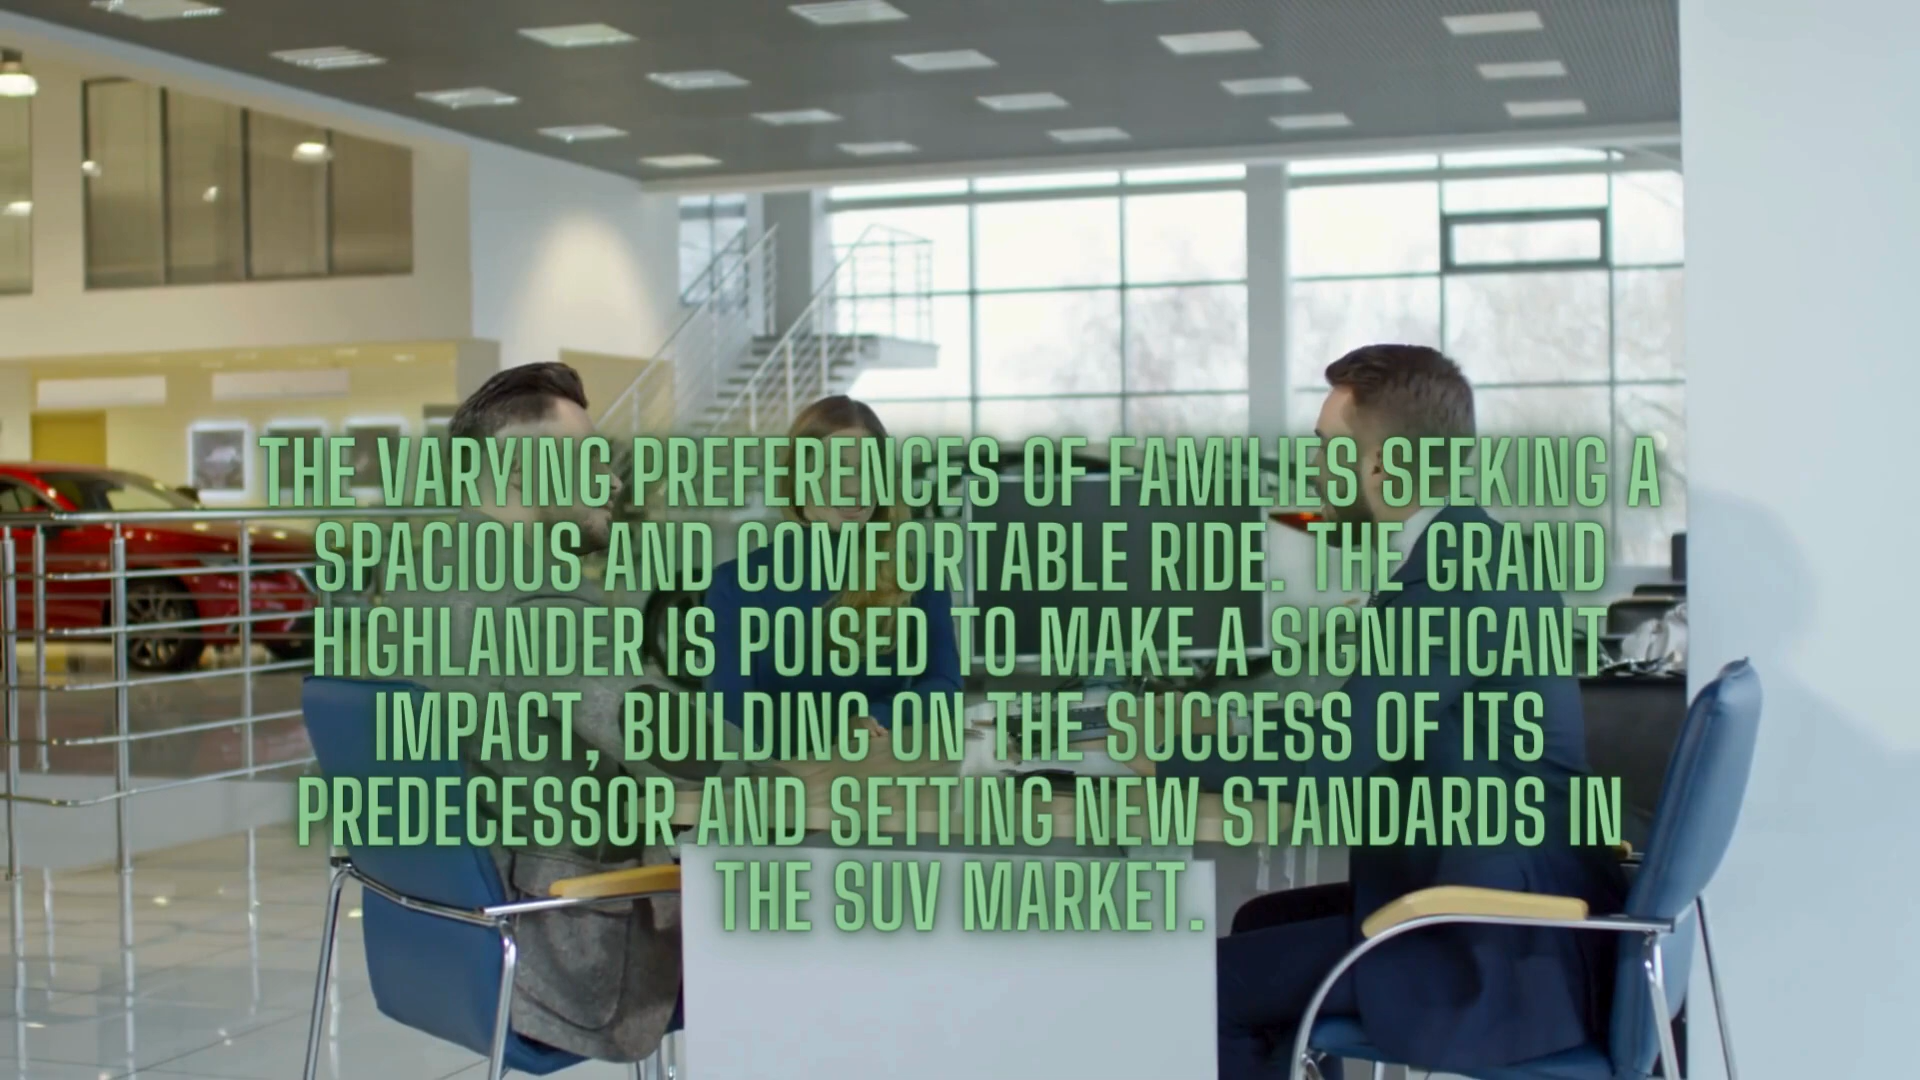 THE VARYING PREFERENCES OF FAMILIES SEEKING A
SPACIOUS AND COMFORTABLE RIDE. THE GRAND
HIGHLANDER IS POISED TO MAKE A SIGNIFICANT
IMPACT, BUILDING ON THE SUCCESS OF ITS
PREDECESSOR AND SETTING NEW STANDARDS IN
THE SUV MARKET.